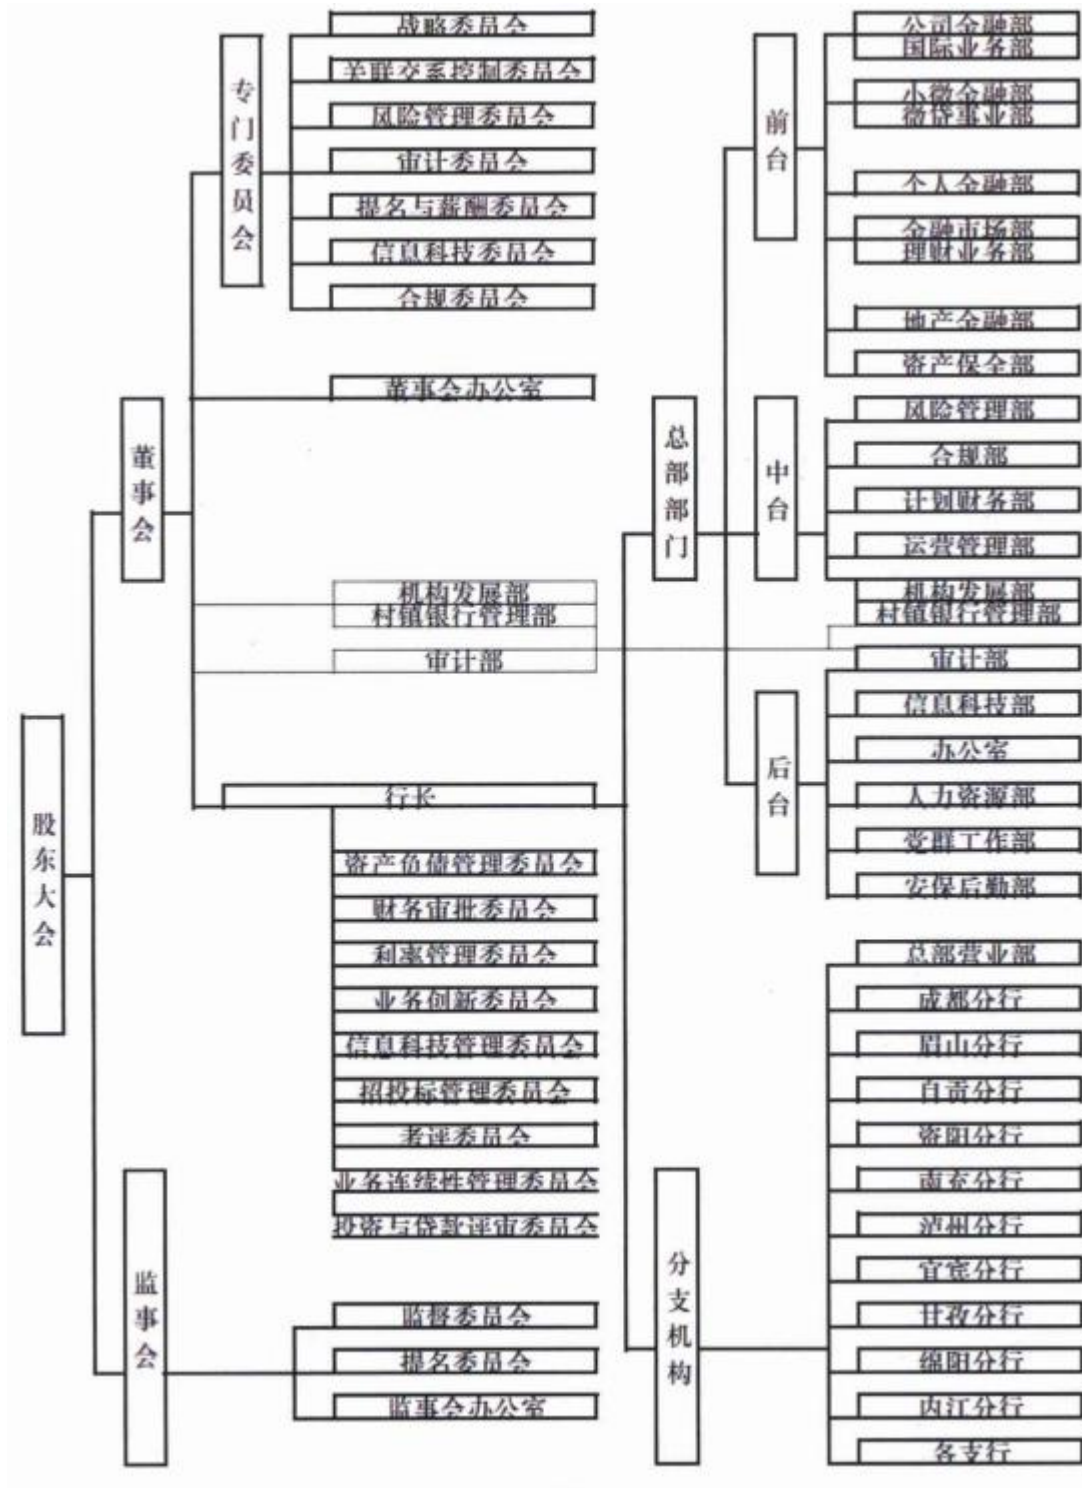 股东大会
董事会
监事会
专门委员会
战略委员会
关联交系控制委员会
风险管理委员会
审计委员会
提名与薪酬委员会
信息科技委员会
合规委员会
董事会办公室
机构发展部
村镇银行管理部
审计部
行长
资产负债管理委员会
财务审批委员会
利率管理委员会
业务创新委员会
信息科技管理委员会
招投标管理委员会
考评委员会
业务连续性管理委员会
投资与贷款评审委员会
监督委员会
提名委员会
监事会办公室
总部部门
分支机构
前台
公司金融部
国际业务部
小微金融部
微贷事业部
个人金融部
金融市场部
理财业务部
地产金融部
资产保全部
中台
风险管理部
合规部
计划财务部
运营管理部
机构发展部
村镇银行管理部
后台
审计部
信息科技部
办公室
人力资源部
党群工作部
安保后勤部
总部营业部
成都分行
眉山分行
自贡分行
资阳分行
南充分行
泸州分行
宜宾分行
甘孜分行
绵阳分行
内江分行
各支行